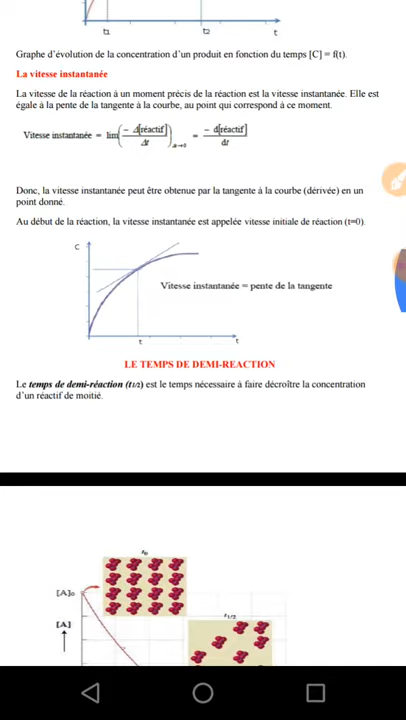 t1 t2 t
Graphe d'évolution de la concentration d'un produit en fonction du temps [C] = f(t).
La vitesse instantanée
La vitesse de la réaction à un moment précis de la réaction est la vitesse instantanée. Elle est
égale à la pente de la tangente à la courbe, au point qui correspond à ce moment.
Vitesse instantanée = lim(− Δ[réactif] / Δt) Δt→0 = − d[réactif] / dt
Donc, la vitesse instantanée peut être obtenue par la tangente à la courbe (dérivée) en un
point donné.
Au début de la réaction, la vitesse instantanée est appelée vitesse initiale de réaction (t=0).
C
Vitesse instantanée = pente de la tangente
t t
LE TEMPS DE DEMI-REACTION
Le temps de demi-réaction (t1/2) est le temps nécessaire à faire décroître la concentration
d'un réactif de moitié.
t0
[A]0
t1/2
[A]